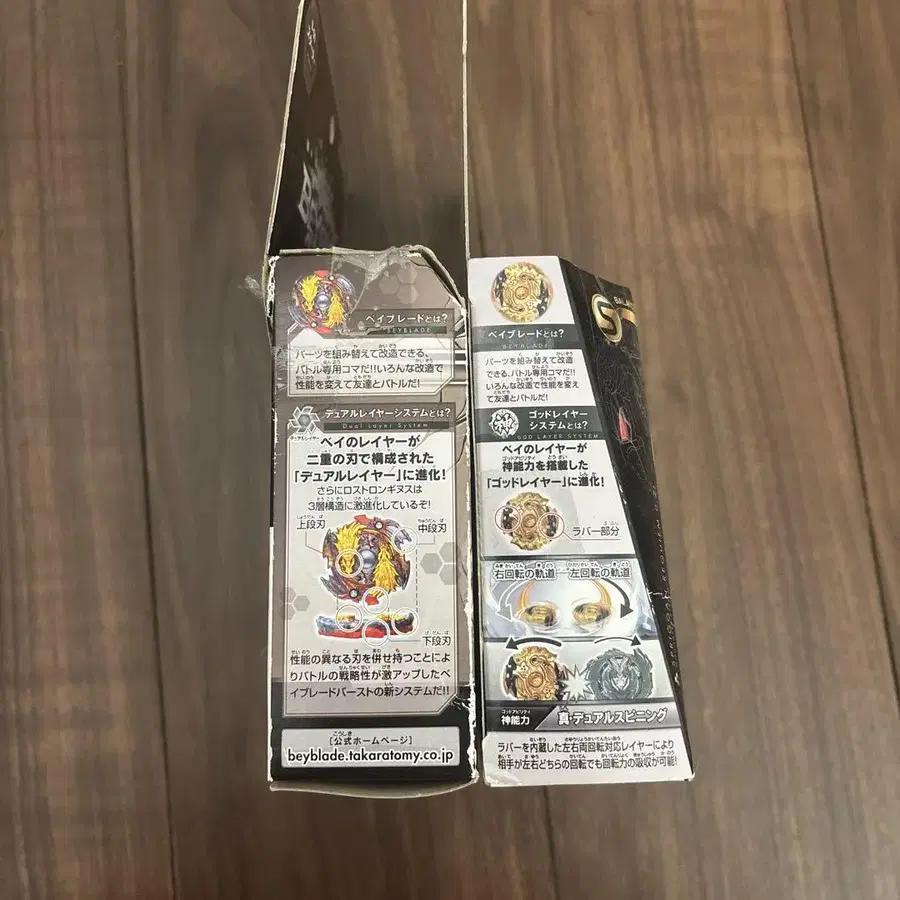 ベイブレードとは?
BEYBLADE
パーツを組み替えて改造できる、
バトル専用コマだ!!いろんな改造で
性能を変えて友達とバトルだ!
デュアルレイヤー
デュアルレイヤーシステムとは?
Dual Layer System
ベイのレイヤーが
二重の刃で構成された
「デュアルレイヤー」に進化!
さらにロストロンギヌスは
3層構造に激進化しているぞ!
上段刃
中段刃
下段刃
性能の異なる刃を併せ持つことによ
りバトルの戦略性が激アップしたベ
イブレードバーストの新システムだ!!
[公式ホームページ]
beyblade.takaratomy.co.jp
ベイブレードとは?
BEYBLADE
パーツを組み替えて改造
できる、バトル専用コマだ!!
いろんな改造で性能を変え
て友達とバトルだ!
ゴッドレイヤー
システムとは?
GOD LAYER SYSTEM
ベイのレイヤーが
神能力を搭載した
「ゴッドレイヤー」に進化!
ラバー部分
右回転の軌道
左回転の軌道
神能力
真・デュアルスピニング
ラバーを内蔵した左右両回転対応レイヤーにより
相手が左右どちらの回転でも回転力の吸収が可能!